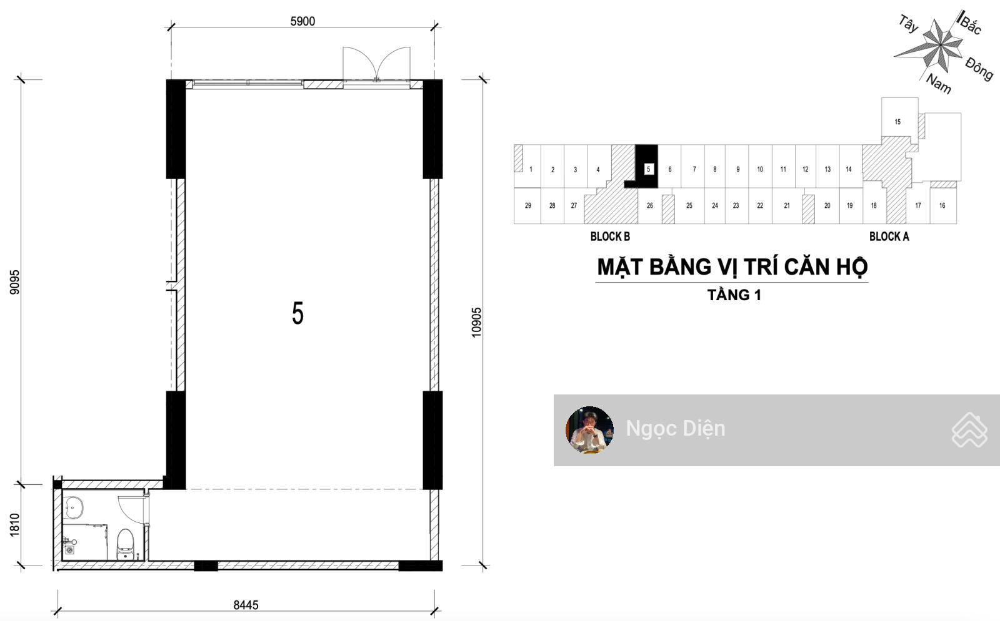 5900
9095
1810
10905
8445
5
Tây
Bắc
Đông
Nam
15
1 2 3 4 5 6 7 8 9 10 11 12 13 14
29 28 27 26 25 24 23 22 21 20 19 18 17 16
BLOCK B
BLOCK A
MẶT BẰNG VỊ TRÍ CĂN HỘ
TẦNG 1
Ngọc Diện